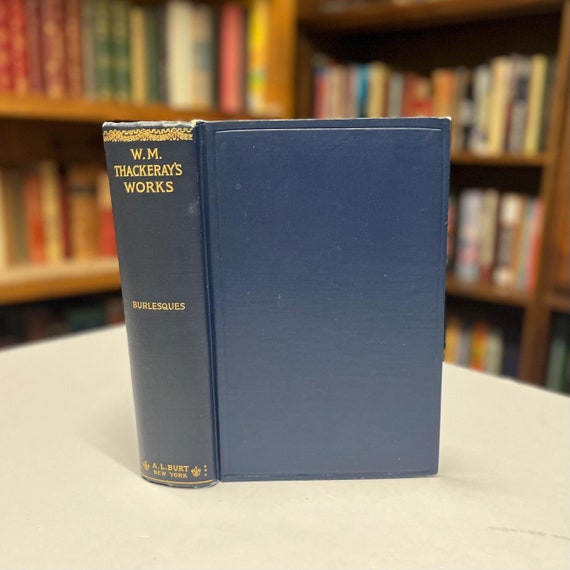 W. M.
THACKERAY'S
WORKS
BURLESQUES
A. L. BURT
NEW YORK